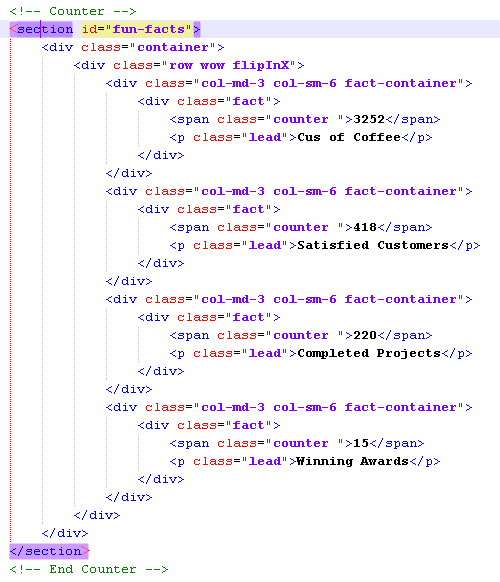 <!-- Counter -->
<section id="fun-facts">
<div class="container">
<div class="row wow flipInX">
<div class="col-md-3 col-sm-6 fact-container">
<div class="fact">
<span class="counter ">3252</span>
<p class="lead">Cus of Coffee</p>
</div>
</div>
<div class="col-md-3 col-sm-6 fact-container">
<div class="fact">
<span class="counter ">418</span>
<p class="lead">Satisfied Customers</p>
</div>
</div>
<div class="col-md-3 col-sm-6 fact-container">
<div class="fact">
<span class="counter ">220</span>
<p class="lead">Completed Projects</p>
</div>
</div>
<div class="col-md-3 col-sm-6 fact-container">
<div class="fact">
<span class="counter ">15</span>
<p class="lead">Winning Awards</p>
</div>
</div>
</div>
</div>
</section>
<!-- End Counter -->